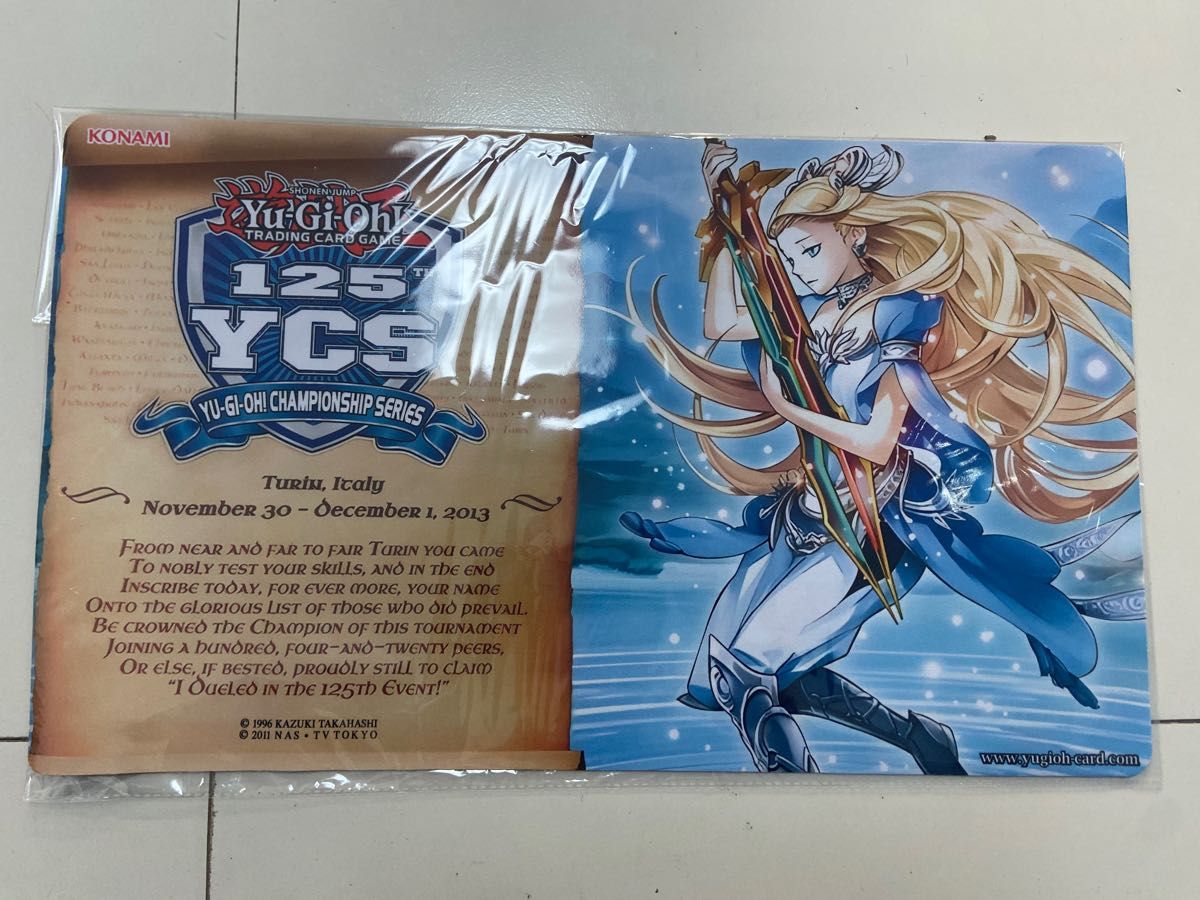 KONAMI
SHONEN JUMP
Yu-Gi-Oh!
TRADING CARD GAME
125TH
YCS
YU-GI-OH! CHAMPIONSHIP SERIES
Turin, Italy
November 30 – December 1, 2013
From near and far to fair Turin you came
To nobly test your skills, and in the end
Inscribe today, for ever more, your name
Onto the glorious list of those who did prevail.
Be crowned the Champion of this tournament
Joining a hundred, four-and-twenty peers,
Or else, if bested, proudly still to claim
“I Dueled in the 125th Event!”
© 1996 KAZUKI TAKAHASHI
© 2011 NAS • TV TOKYO
www.yugioh-card.com